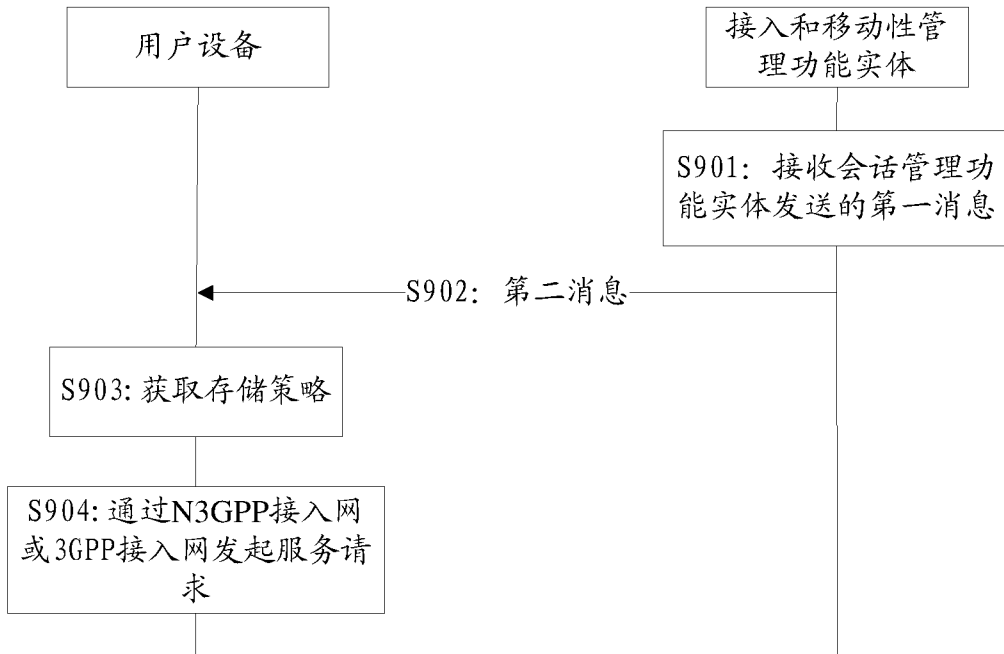 用户设备
接入和移动性管
理功能实体
S901: 接收会话管理功
能实体发送的第一消息
S902: 第二消息
S903:获取存储策略
S904:通过N3GPP接入网
或3GPP接入网发起服务请
求